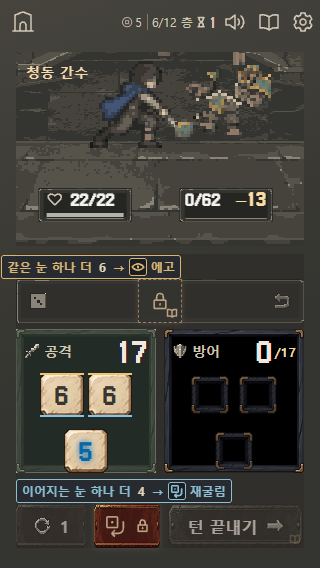 5 6/12 층 1
청동 간수
22/22
0/62 −13
같은 눈 하나 더 6 → 예고
공격 17
방어 0/17
6 6
5
이어지는 눈 하나 더 4 → 재굴림
1
턴 끝내기